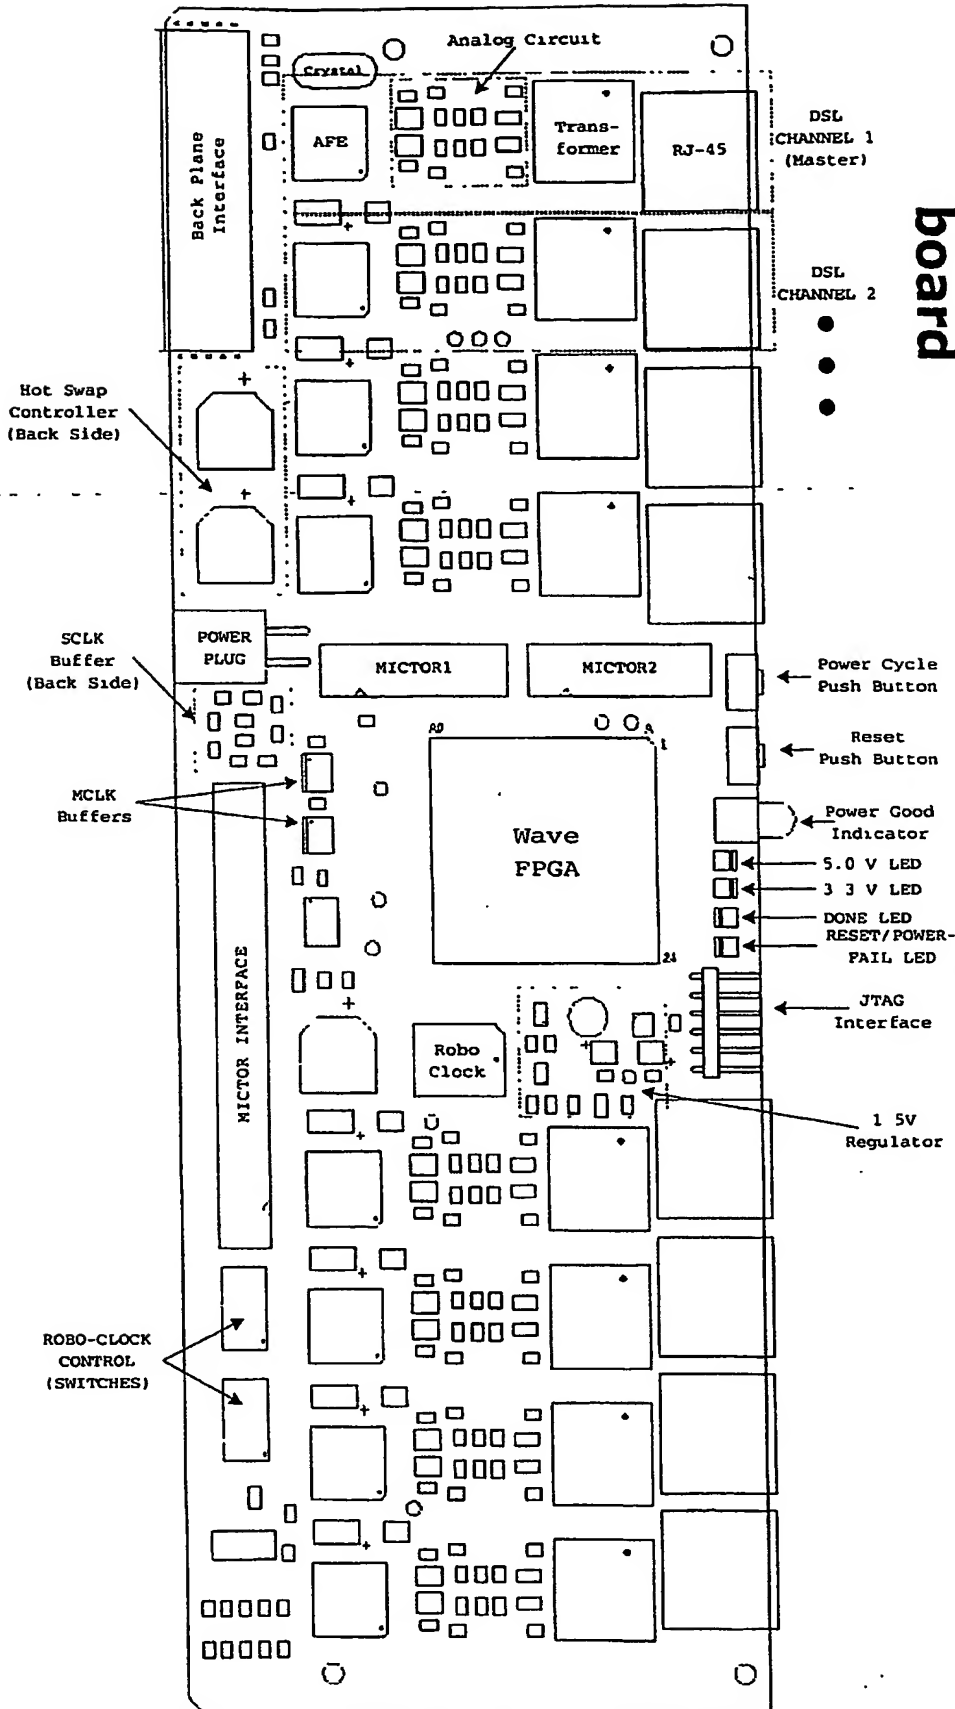 Analog Circuit
Crystal
AFE
Trans-
former
RJ-45
DSL
CHANNEL 1
(Master)
Back Plane
Interface
board
DSL
CHANNEL 2
Hot Swap
Controller
(Back Side)
SCLK
Buffer
(Back Side)
POWER
PLUG
MICTOR1
MICTOR2
Power Cycle
Push Button
A9
A
1
Reset
Push Button
MCLK
Buffers
Wave
FPGA
Power Good
Indicator
5.0 V LED
3 3 V LED
DONE LED
RESET/POWER-
FAIL LED
21
MICTOR INTERFACE
JTAG
Interface
Robo
Clock
1 5V
Regulator
ROBO-CLOCK
CONTROL
(SWITCHES)